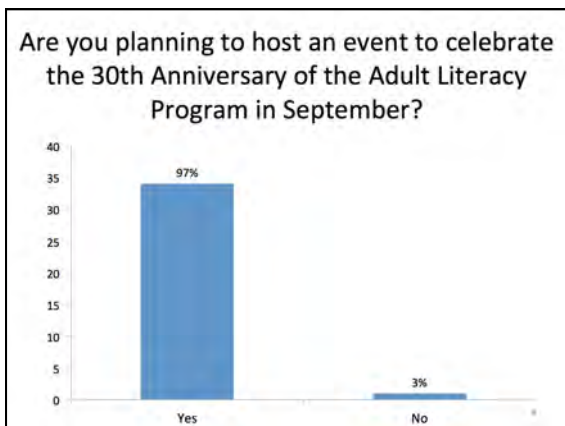 Are you planning to host an event to celebrate
the 30th Anniversary of the Adult Literacy
Program in September?
40
35
30
25
20
15
10
5
0
97%
3%
Yes No